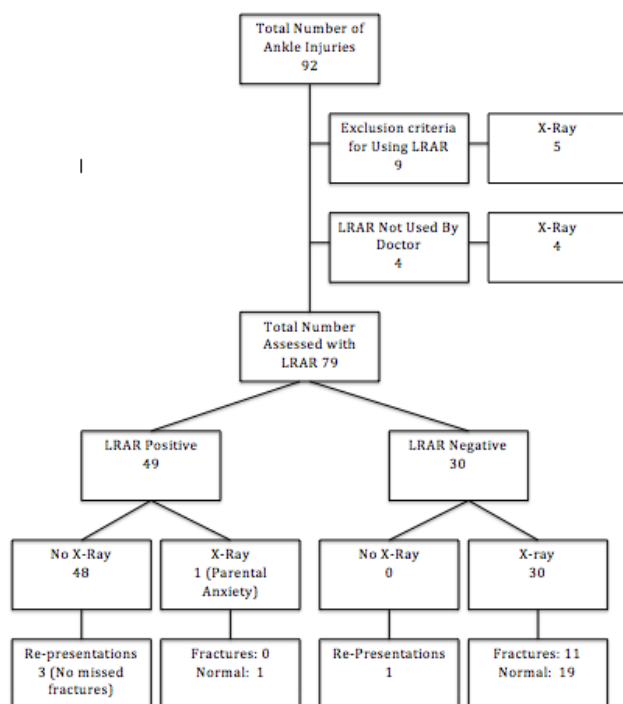 Total Number of
Ankle Injuries
92
Exclusion criteria
for Using LRAR
9
X-Ray
5
LRAR Not Used By
Doctor
4
X-Ray
4
Total Number
Assessed with
LRAR 79
LRAR Positive
49
LRAR Negative
30
No X-Ray
48
X-Ray
1 (Parental
Anxiety)
No X-Ray
0
X-ray
30
Re-presentations
3 (No missed
fractures)
Fractures: 0
Normal: 1
Re-Presentations
1
Fractures: 11
Normal: 19